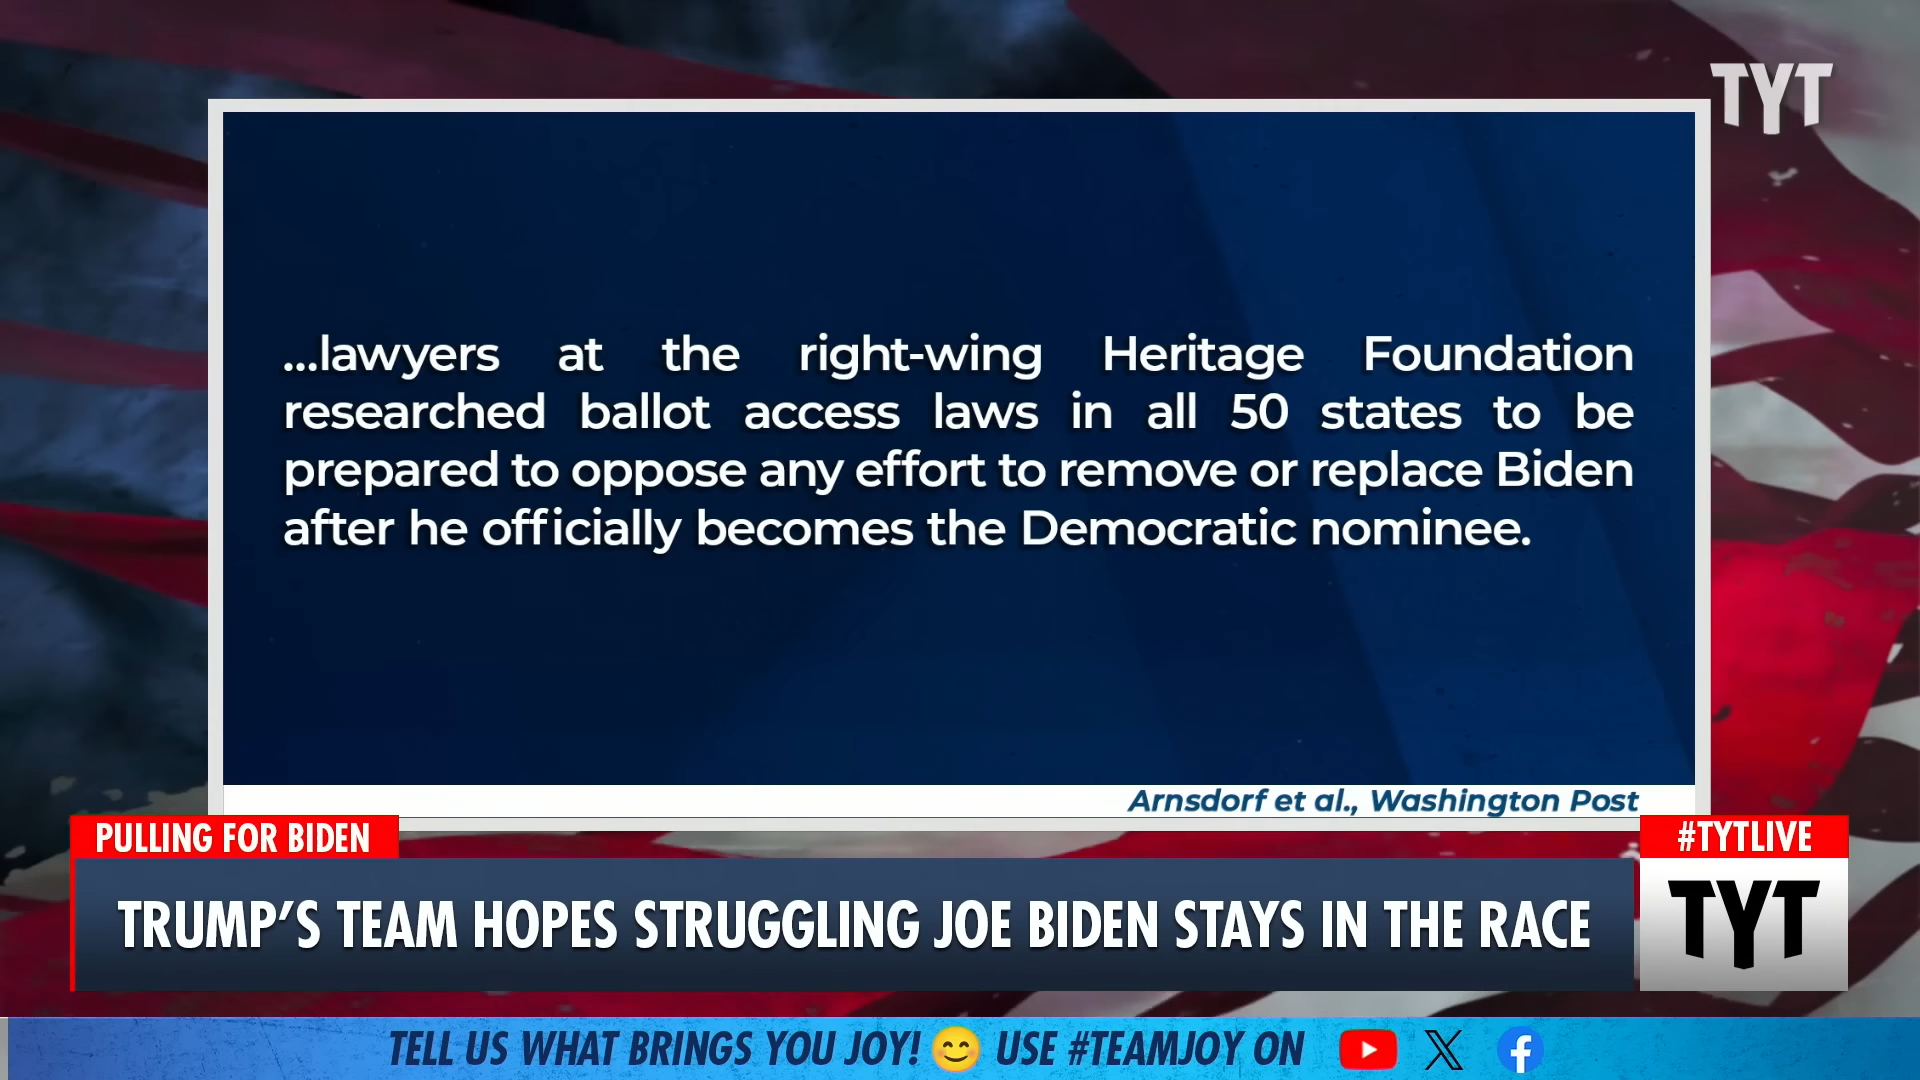 TYT
...lawyers at the right-wing Heritage Foundation
researched ballot access laws in all 50 states to be
prepared to oppose any effort to remove or replace Biden
after he officially becomes the Democratic nominee.
Arnsdorf et al., Washington Post
PULLING FOR BIDEN
#TYTLIVE
TRUMP'S TEAM HOPES STRUGGLING JOE BIDEN STAYS IN THE RACE
TYT
TELL US WHAT BRINGS YOU JOY! 😊 USE #TEAMJOY ON